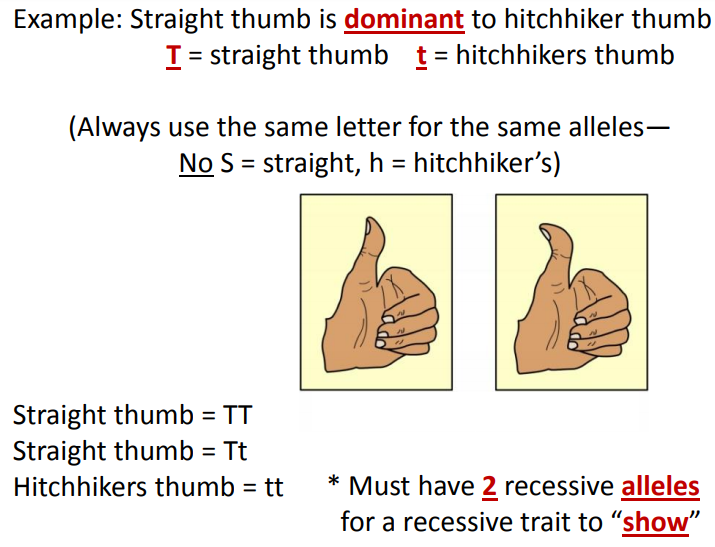 Example: Straight thumb is dominant to hitchhiker thumb
T = straight thumb t = hitchhikers thumb
(Always use the same letter for the same alleles—
No S = straight, h = hitchhiker’s)
Straight thumb = TT
Straight thumb = Tt
Hitchhikers thumb = tt
* Must have 2 recessive alleles
for a recessive trait to “show”